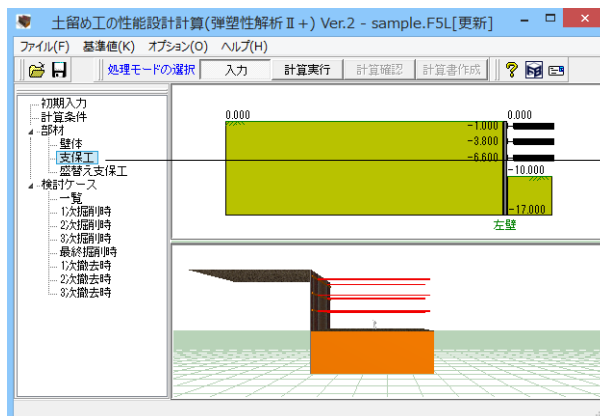 土留め工の性能設計計算(弾塑性解析Ⅱ+) Ver.2 - sample.F5L[更新]
ファイル(F) 基準値(K) オプション(O) ヘルプ(H)
処理モードの選択 入力 計算実行 計算確認 計算書作成
初期入力
計算条件
部材
壁体
支保工
盛替え支保工
検討ケース
一覧
1次掘削時
2次掘削時
3次掘削時
最終掘削時
1次撤去時
2次撤去時
3次撤去時
0.000 0.000
-1.000
-3.800
-6.600
-10.000
-17.000
左壁